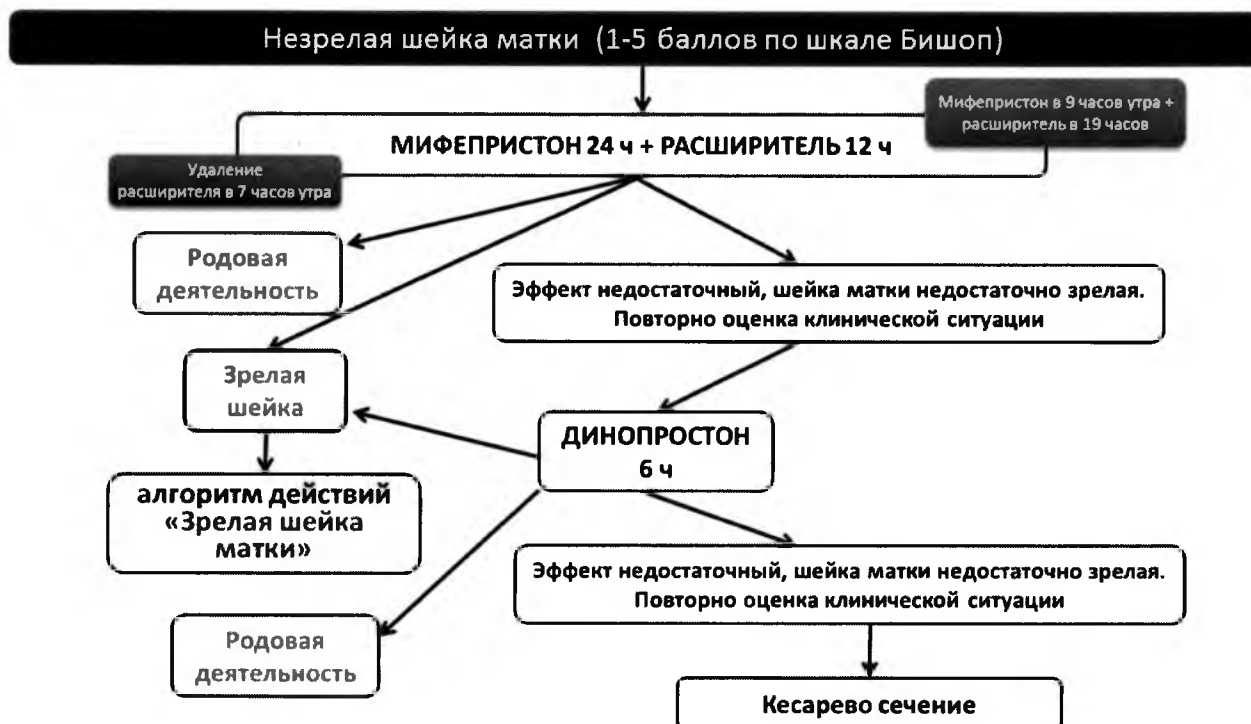 Незрелая шейка матки (1-5 баллов по шкале Бишоп)
Мифепристон в 9 часов утра +
расширитель в 19 часов
МИФЕПРИСТОН 24 ч + РАСШИРИТЕЛЬ 12 ч
Удаление
расширителя в 7 часов утра
Родовая
деятельность
Эффект недостаточный, шейка матки недостаточно зрелая.
Повторно оценка клинической ситуации
Зрелая
шейка
ДИНОПРОСТОН
6 ч
алгоритм действий
«Зрелая шейка
матки»
Эффект недостаточный, шейка матки недостаточно зрелая.
Повторно оценка клинической ситуации
Родовая
деятельность
Кесарево сечение